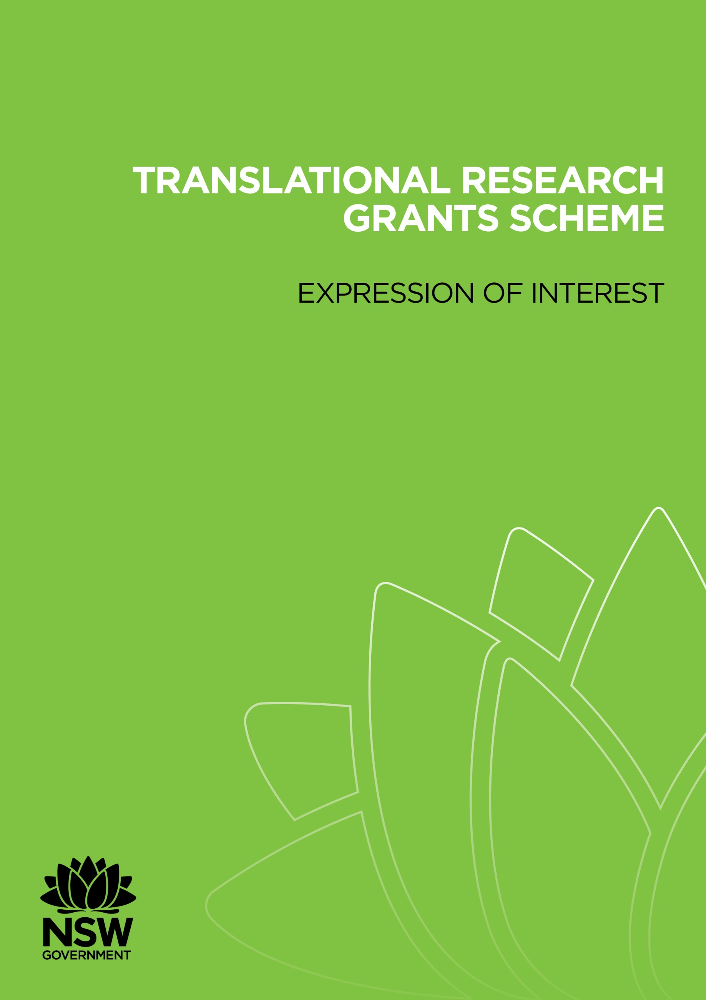 TRANSLATIONAL RESEARCH
GRANTS SCHEME
EXPRESSION OF INTEREST
NSW
GOVERNMENT